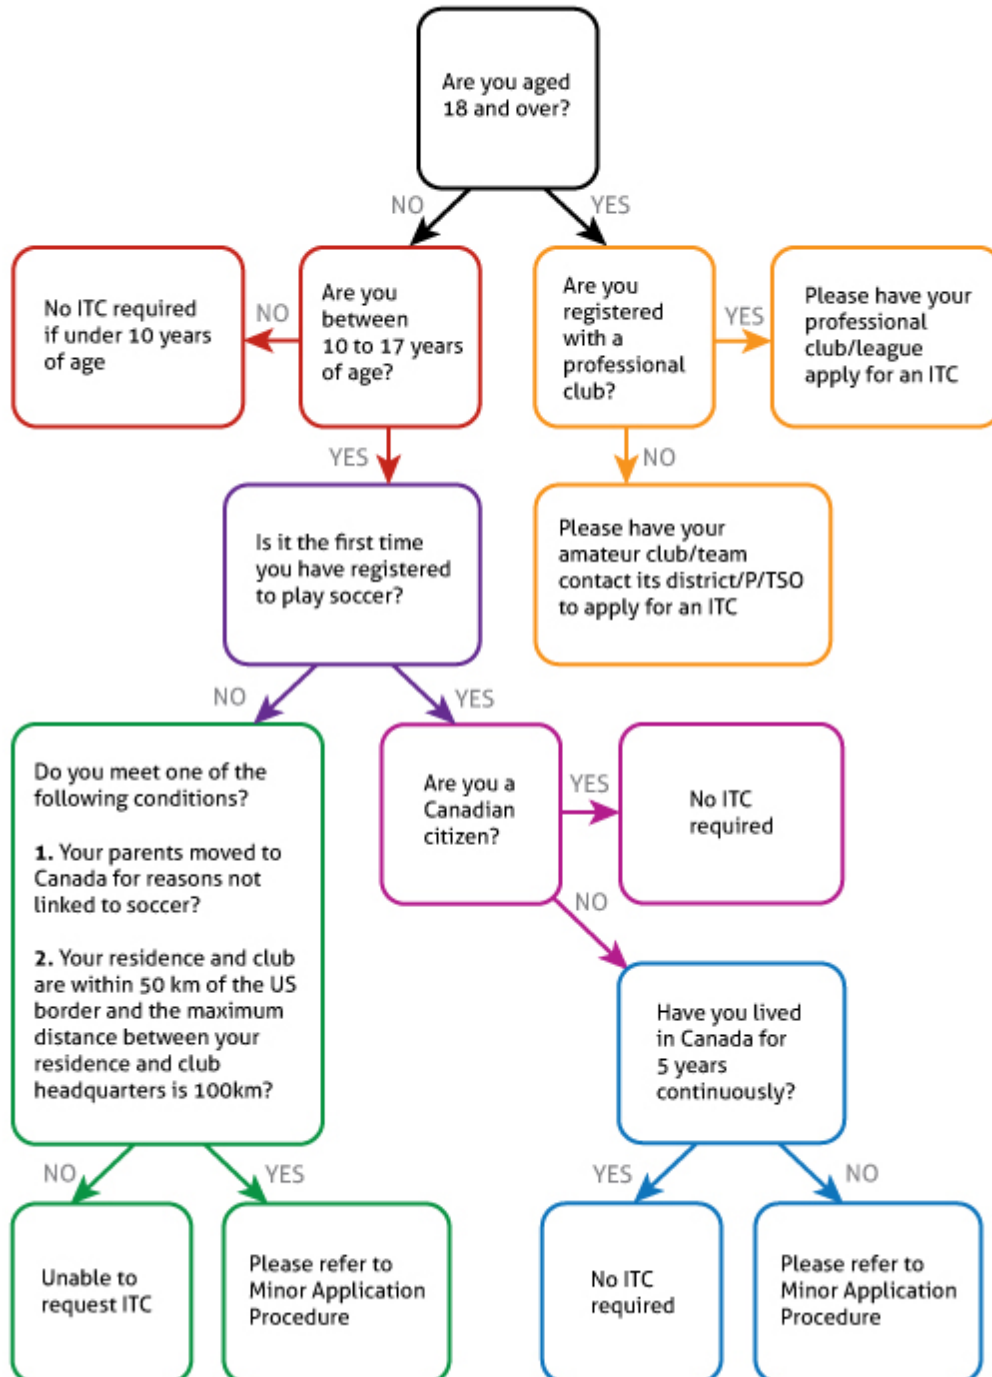 Are you aged
18 and over?
NO
YES
No ITC required
if under 10 years
of age
NO
Are you
between
10 to 17 years
of age?
Are you
registered
with a
professional
club?
YES
Please have your
professional
club/league
apply for an ITC
YES
NO
Is it the first time
you have registered
to play soccer?
Please have your
amateur club/team
contact its district/P/TSO
to apply for an ITC
NO
YES
Do you meet one of the
following conditions?
1. Your parents moved to
Canada for reasons not
linked to soccer?
2. Your residence and club
are within 50 km of the US
border and the maximum
distance between your
residence and club
headquarters is 100km?
Are you a
Canadian
citizen?
YES
No ITC
required
NO
Have you lived
in Canada for
5 years
continuously?
NO
YES
YES
NO
Unable to
request ITC
Please refer to
Minor Application
Procedure
No ITC
required
Please refer to
Minor Application
Procedure